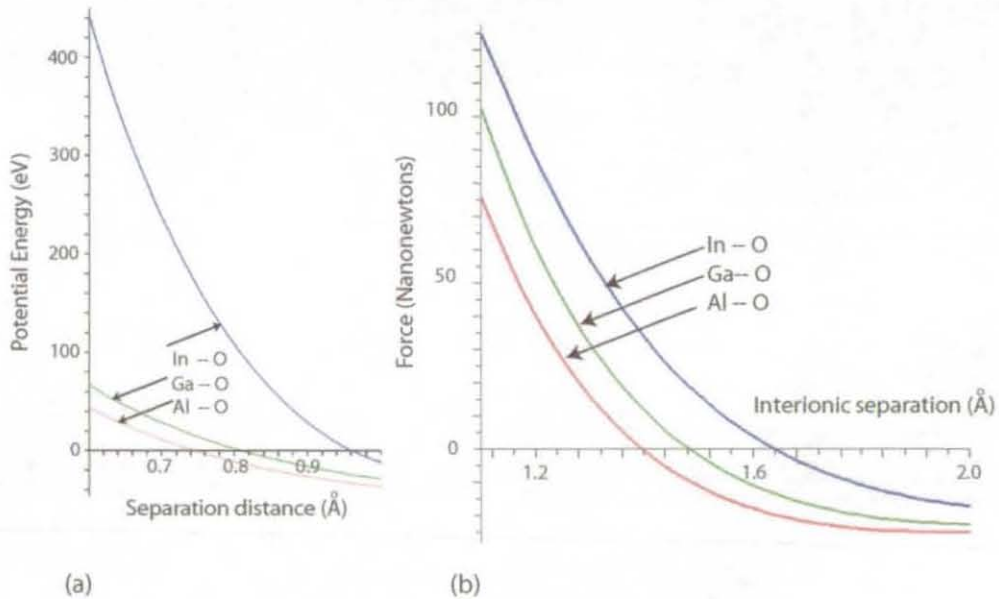 Potential Energy (eV)
400
300
200
100
0
In – O
Ga – O
Al – O
0.7
0.8
0.9
Separation distance (Å)
(a)
Force (Nanonewtons)
100
50
0
In – O
Ga – O
Al – O
Interionic separation (Å)
1.2
1.6
2.0
(b)